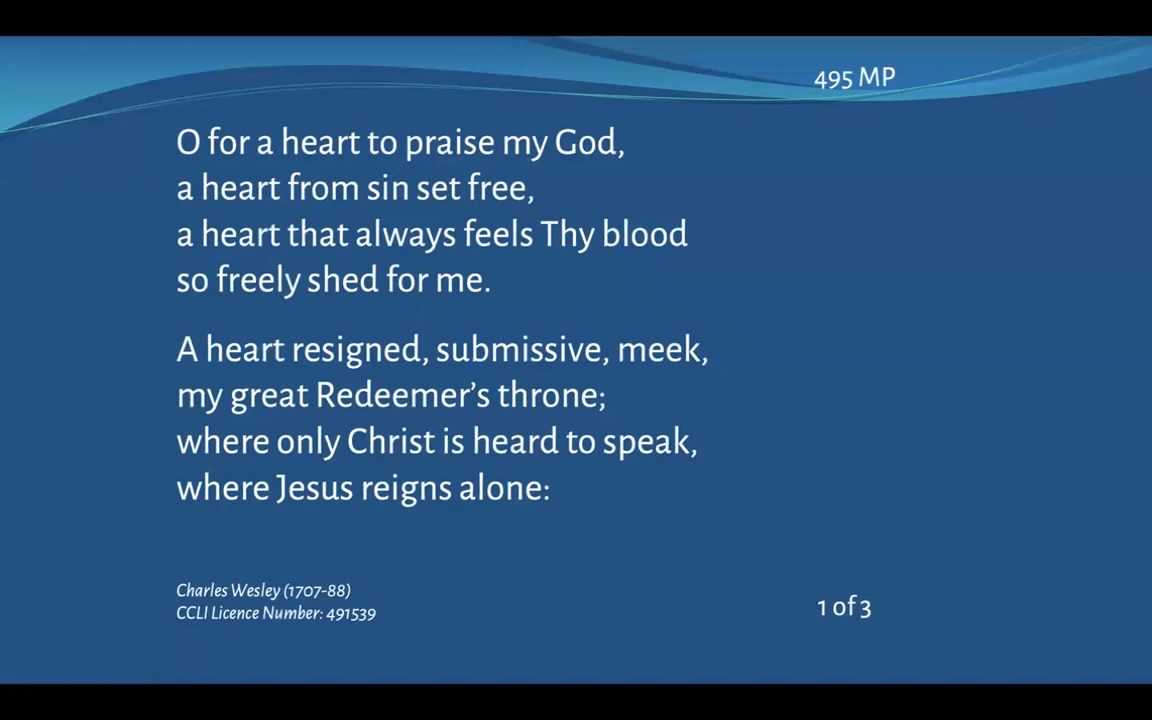 495 MP
O for a heart to praise my God,
a heart from sin set free,
a heart that always feels Thy blood
so freely shed for me.
A heart resigned, submissive, meek,
my great Redeemer’s throne;
where only Christ is heard to speak,
where Jesus reigns alone:
Charles Wesley (1707-88)
CCLI Licence Number: 491539
1 of 3